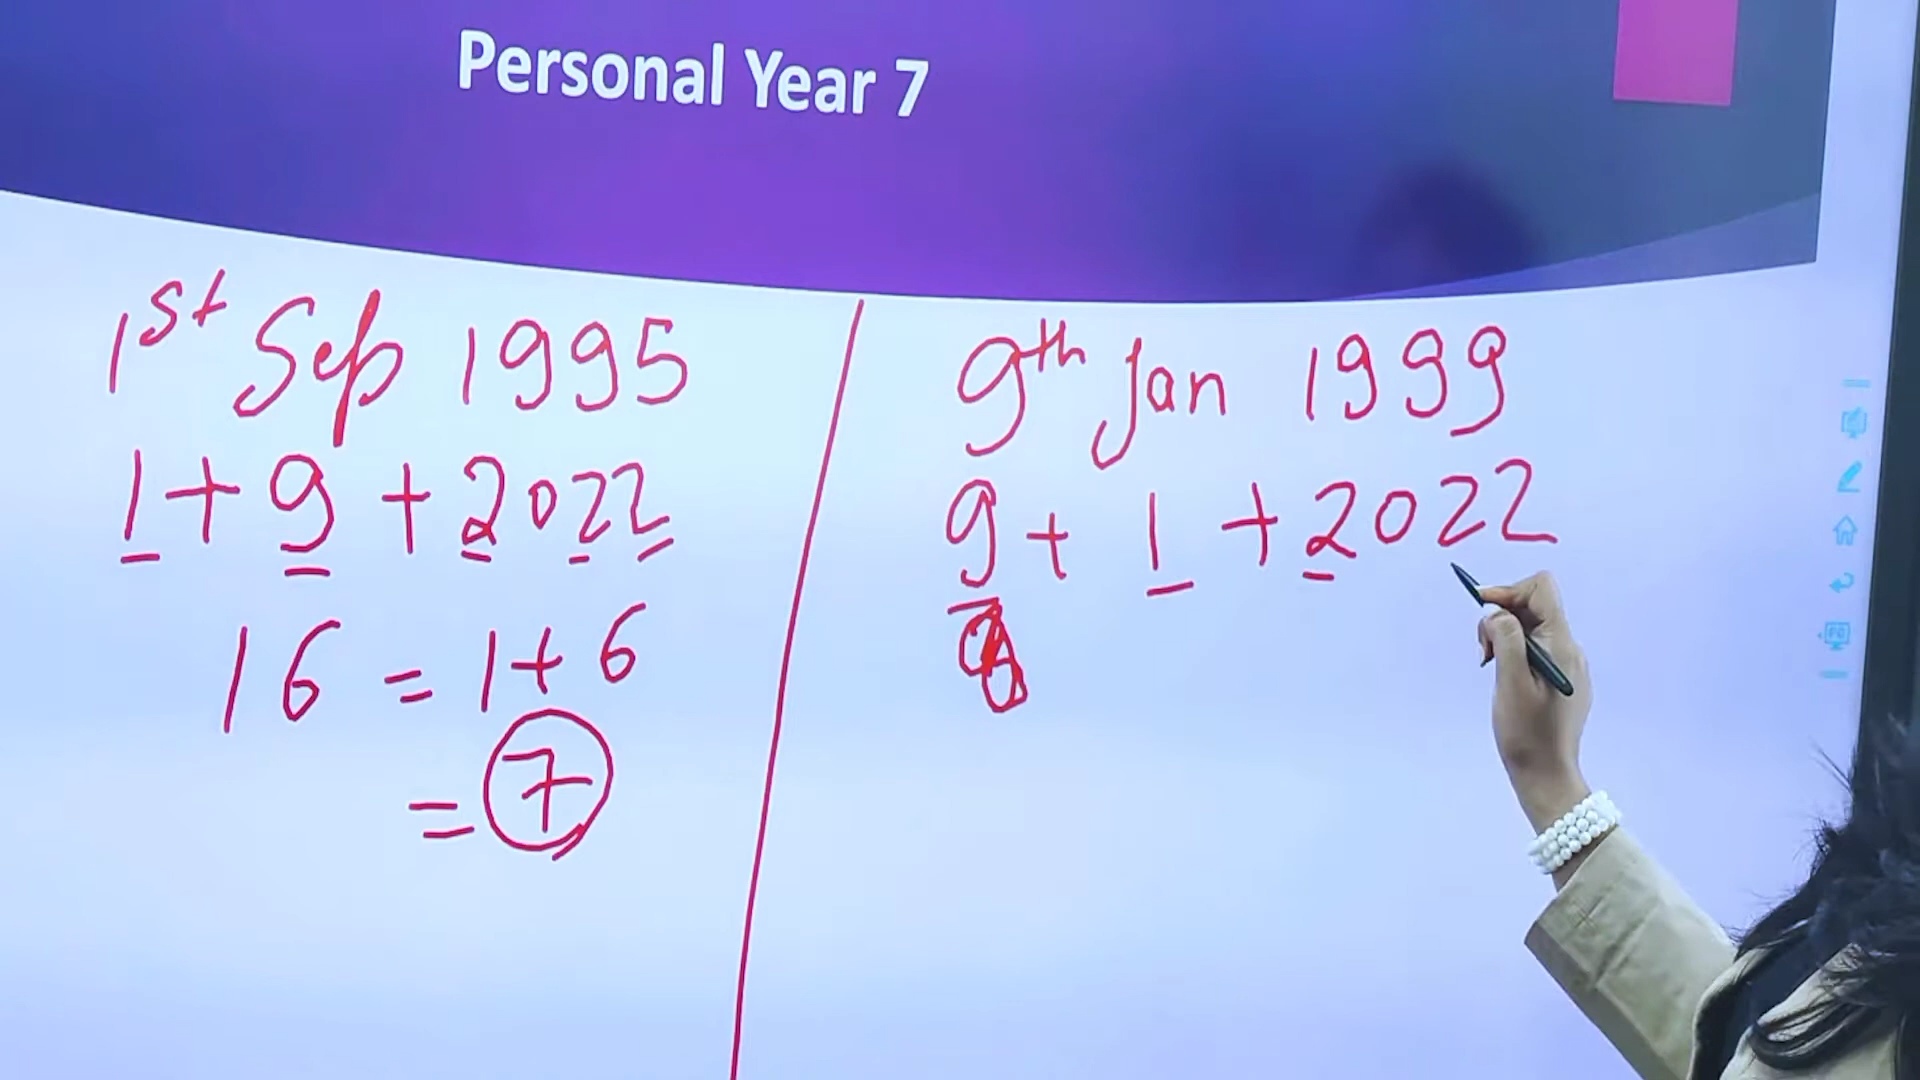 Personal Year 7
1st Sep 1995
1 + 9 + 2022
16 = 1 + 6
= 7
9th Jan 1999
9 + 1 + 2022